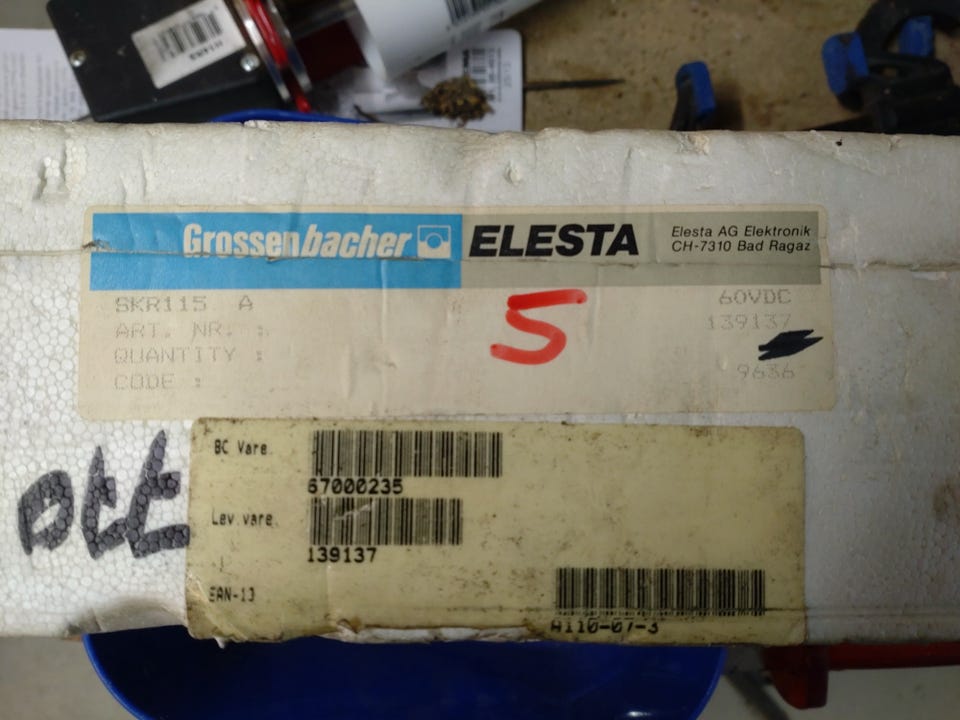 Grossenbacher ELESTA Elesta AG Elektronik
CH-7310 Bad Ragaz
SKR115 A 60VDC
ART. NR. : 139137
QUANTITY :
5
CODE : 9636
BC Vare.
67000235
Lev.vare.
139137
EAN-13
A110-07-3